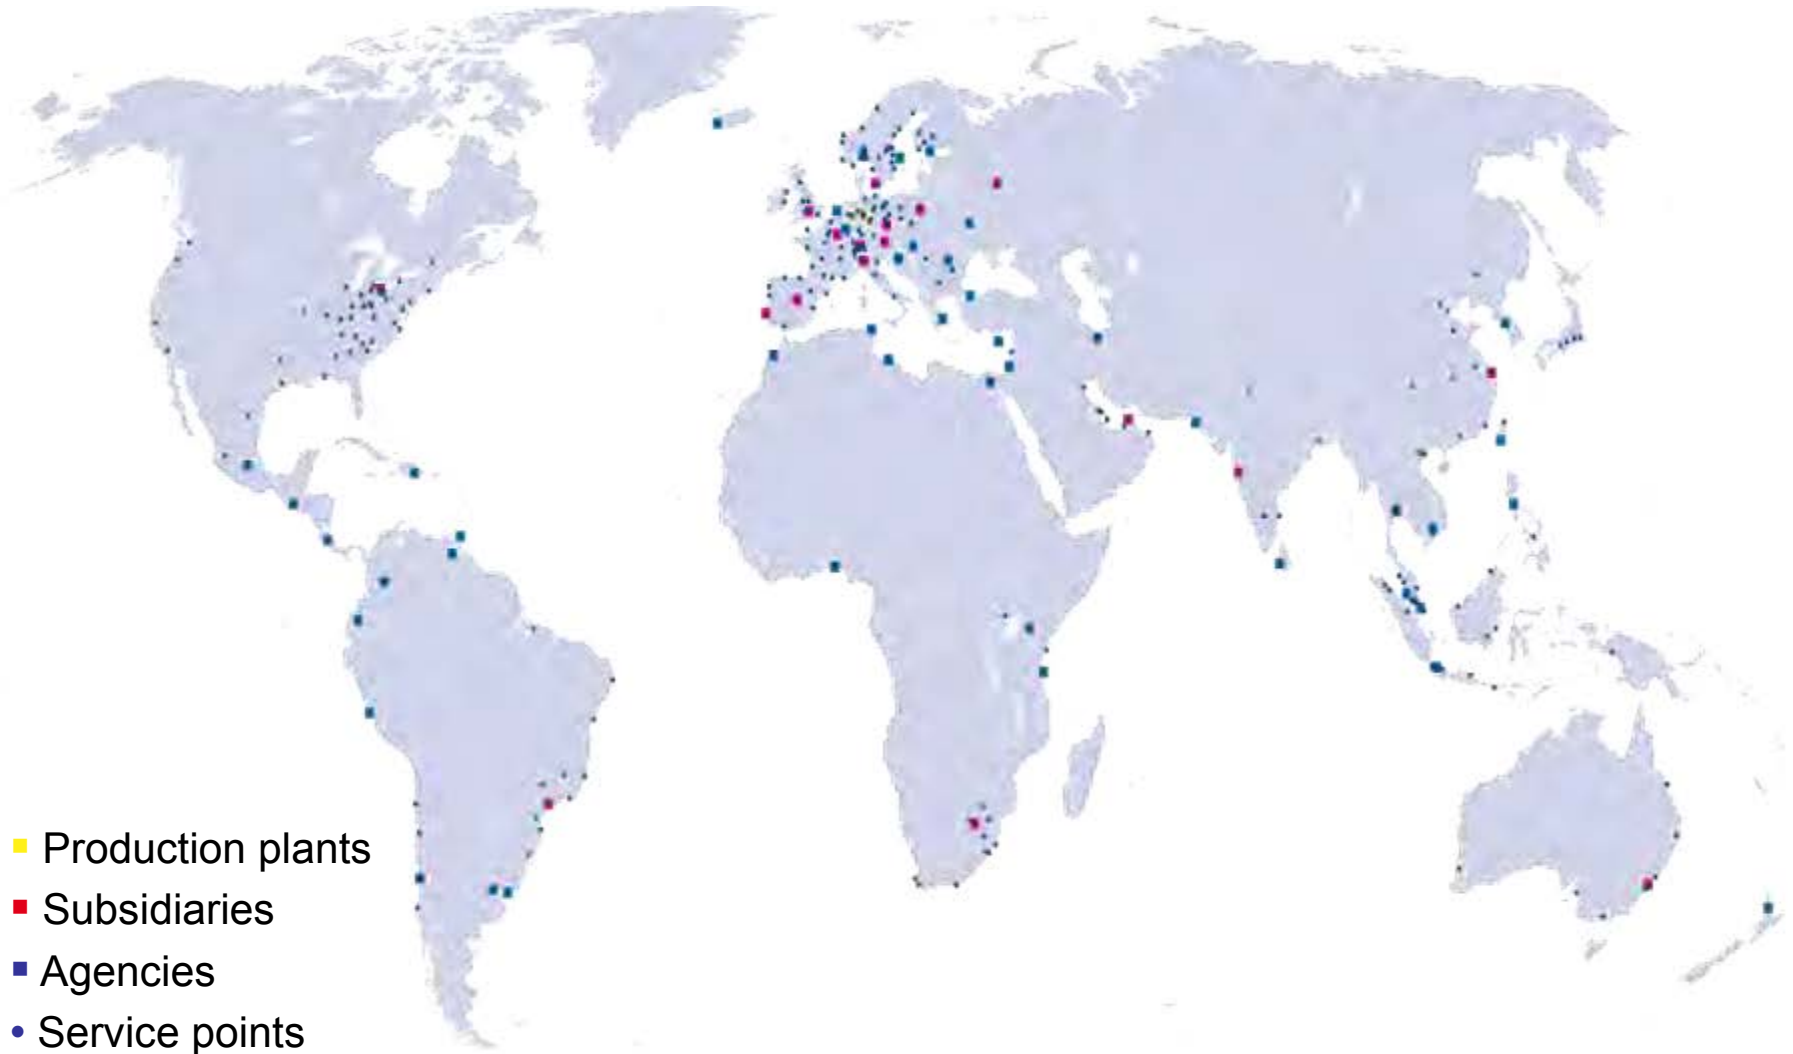 Production plants
Subsidiaries
Agencies
Service points